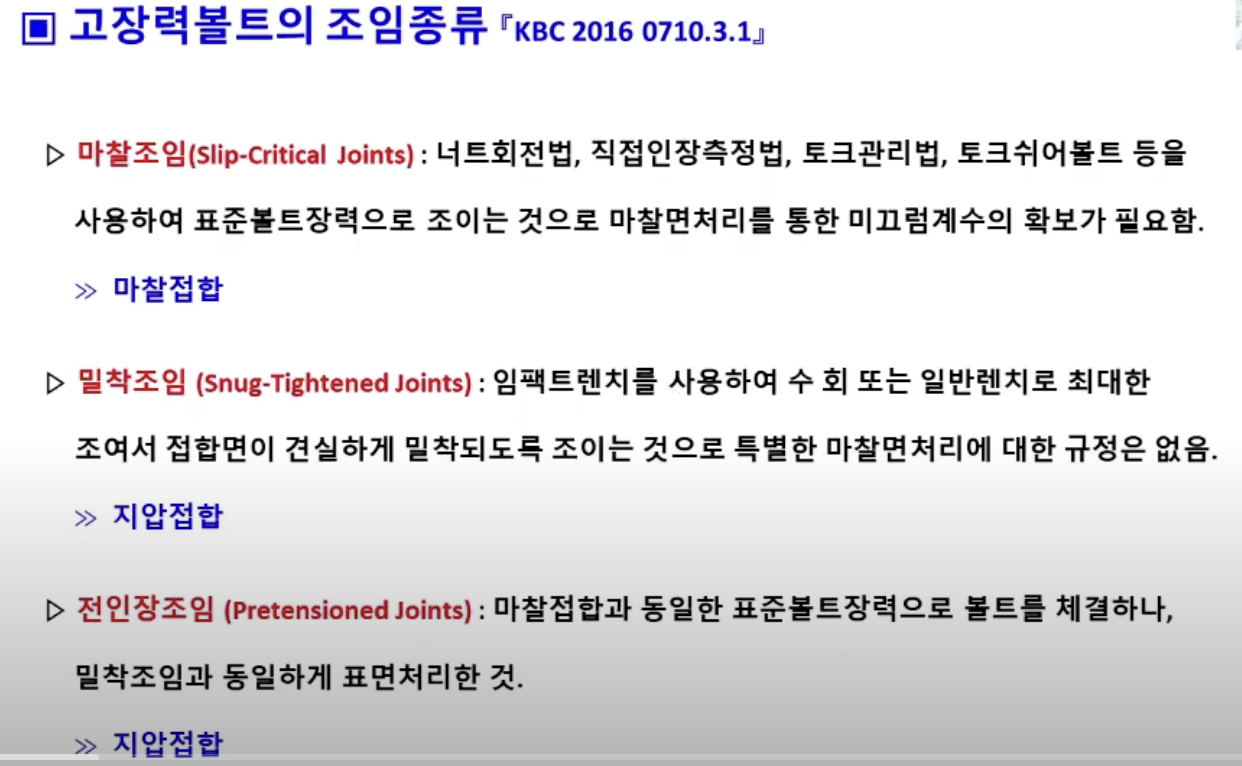 ▣ 고장력볼트의 조임종류『KBC 2016 0710.3.1』
▷ 마찰조임(Slip-Critical Joints) : 너트회전법, 직접인장측정법, 토크관리법, 토크쉬어볼트 등을
사용하여 표준볼트장력으로 조이는 것으로 마찰면처리를 통한 미끄럼계수의 확보가 필요함.
≫ 마찰접합
▷ 밀착조임 (Snug-Tightened Joints) : 임팩트렌치를 사용하여 수 회 또는 일반렌치로 최대한
조여서 접합면이 견실하게 밀착되도록 조이는 것으로 특별한 마찰면처리에 대한 규정은 없음.
≫ 지압접합
▷ 전인장조임 (Pretensioned Joints) : 마찰접합과 동일한 표준볼트장력으로 볼트를 체결하나,
밀착조임과 동일하게 표면처리한 것.
≫ 지압접합